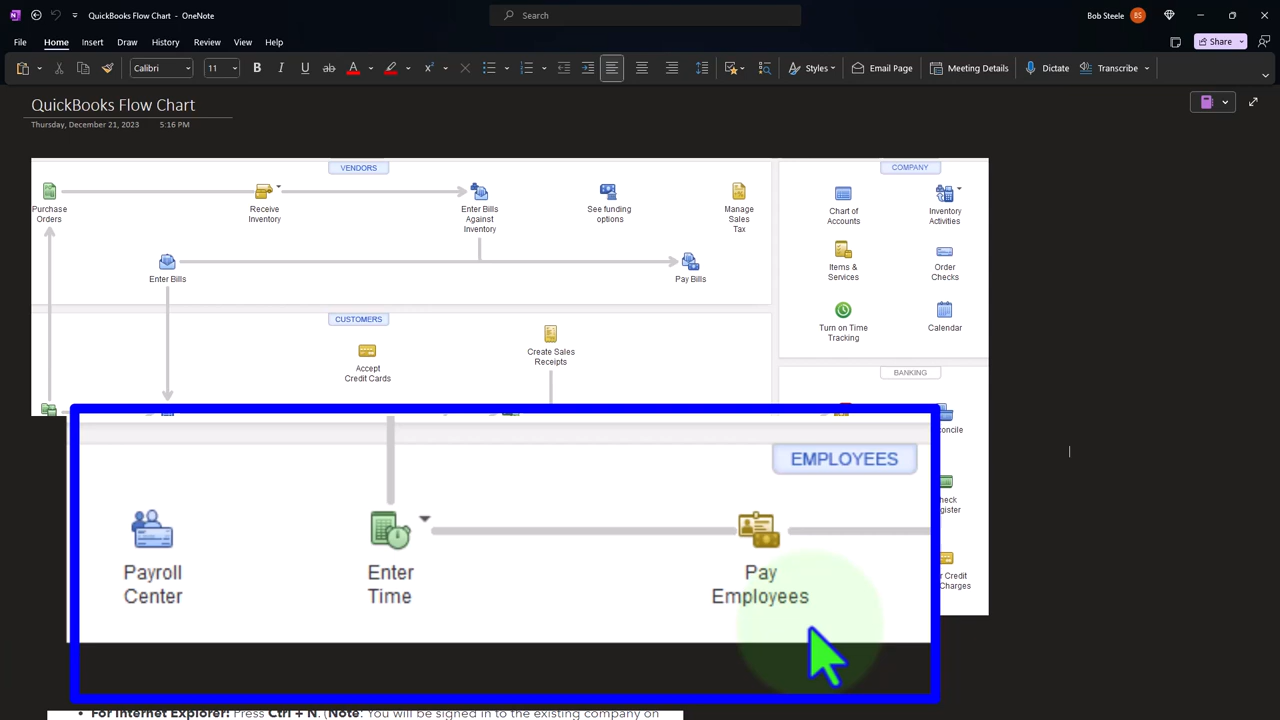 QuickBooks Flow Chart - OneNote
Search
Bob Steele
BS
File Home Insert Draw History Review View Help
Share
Calibri 11 B I U ab A x Styles Email Page Meeting Details Dictate Transcribe
QuickBooks Flow Chart
Thursday, December 21, 2023 5:16 PM
VENDORS
COMPANY
Purchase
Orders
Receive
Inventory
Enter Bills
Against
Inventory
See funding
options
Manage
Sales
Tax
Chart of
Accounts
Inventory
Activities
Enter Bills
Pay Bills
Items &
Services
Order
Checks
Turn on Time
Tracking
Calendar
CUSTOMERS
Accept
Credit Cards
Create Sales
Receipts
BANKING
EMPLOYEES
Payroll
Center
Enter
Time
Pay
Employees
Credit
Charges
• For Internet Explorer: Press Ctrl + N. (Note: You will be signed in to the existing company on